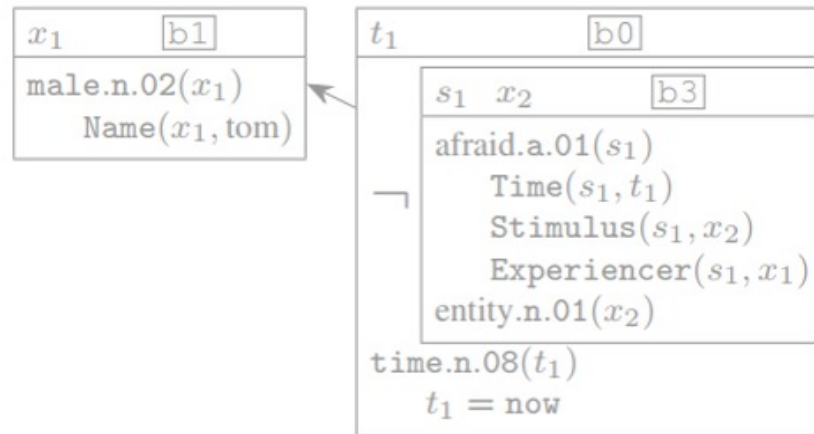 x₁ b1
male.n.02(x₁)
Name(x₁, tom)
t₁ b0
¬
s₁ x₂ b3
afraid.a.01(s₁)
Time(s₁, t₁)
Stimulus(s₁, x₂)
Experiencer(s₁, x₁)
entity.n.01(x₂)
time.n.08(t₁)
t₁ = now